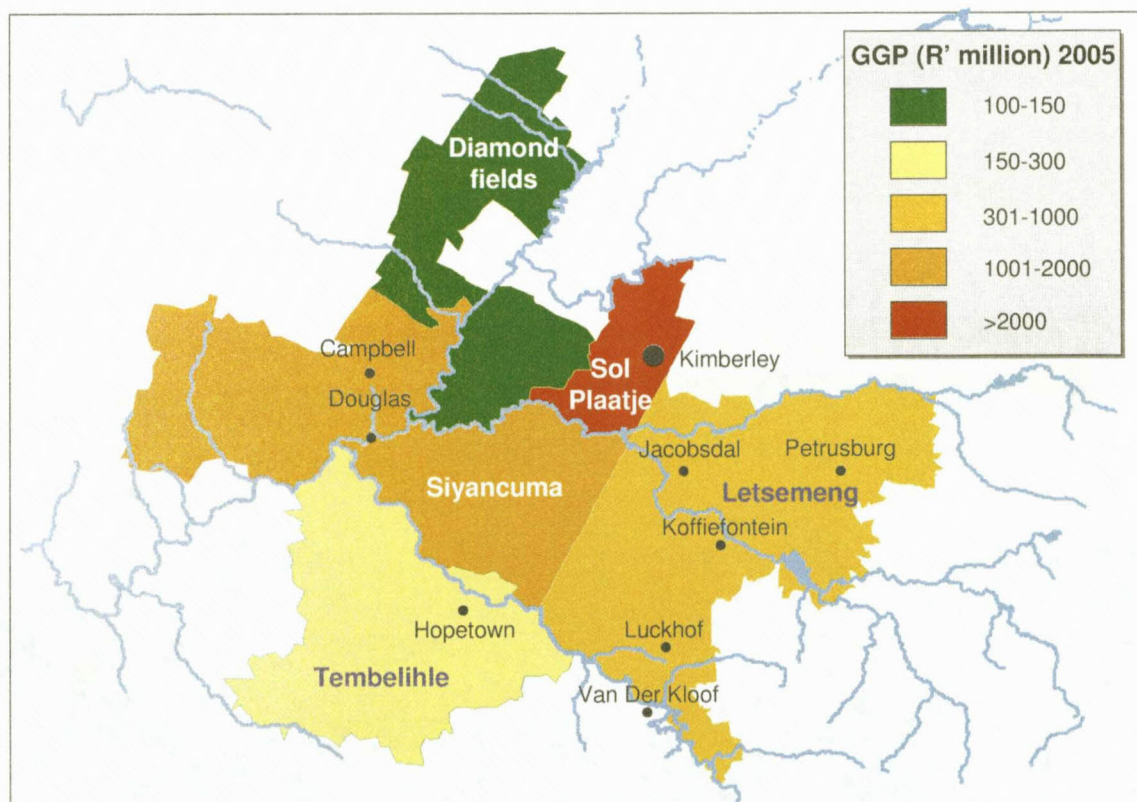 GGP (R' million) 2005
100-150
150-300
301-1000
1001-2000
>2000
Diamond
fields
Campbell
Douglas
Sol
Plaatje
Kimberley
Siyancuma
Jacobsdal
Petrusburg
Letsemeng
Koffiefontein
Hopetown
Luckhof
Tembelihle
Van Der Kloof